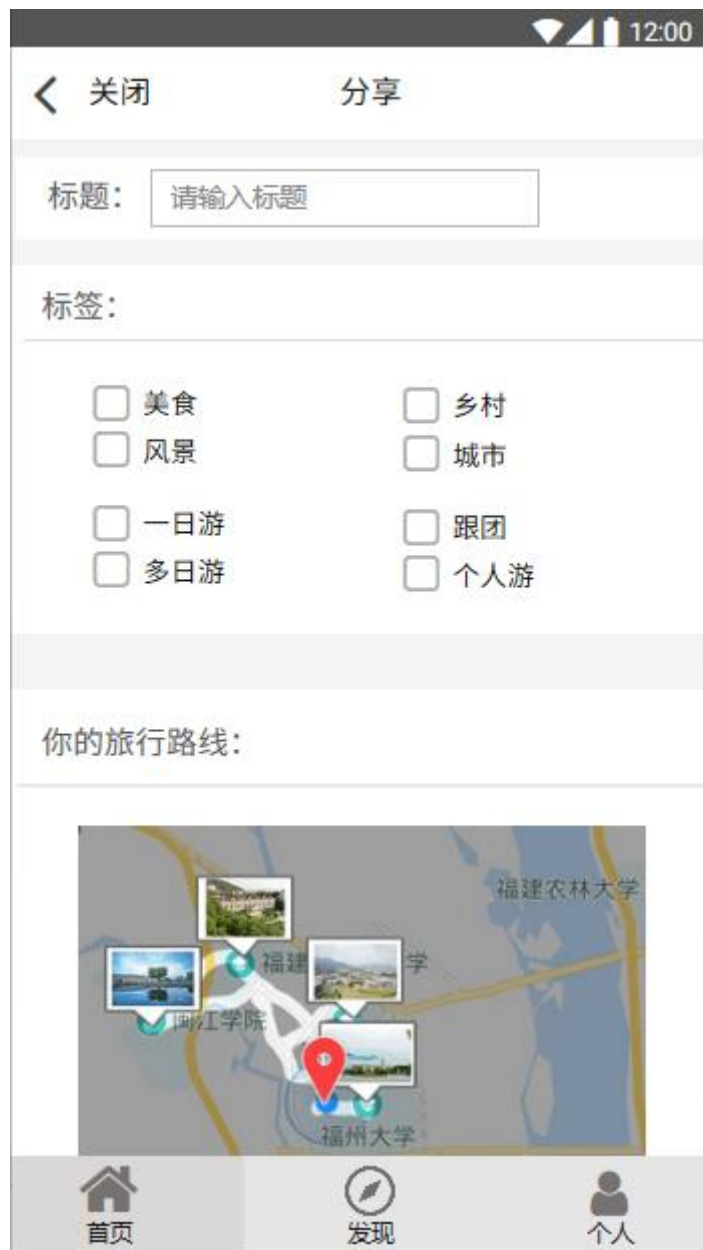 12:00
关闭 分享
标题： 请输入标题
标签：
美食 乡村
风景 城市
一日游 跟团
多日游 个人游
你的旅行路线：
福建农林大学
福建 学
闽江学院
福州大学
首页 发现 个人